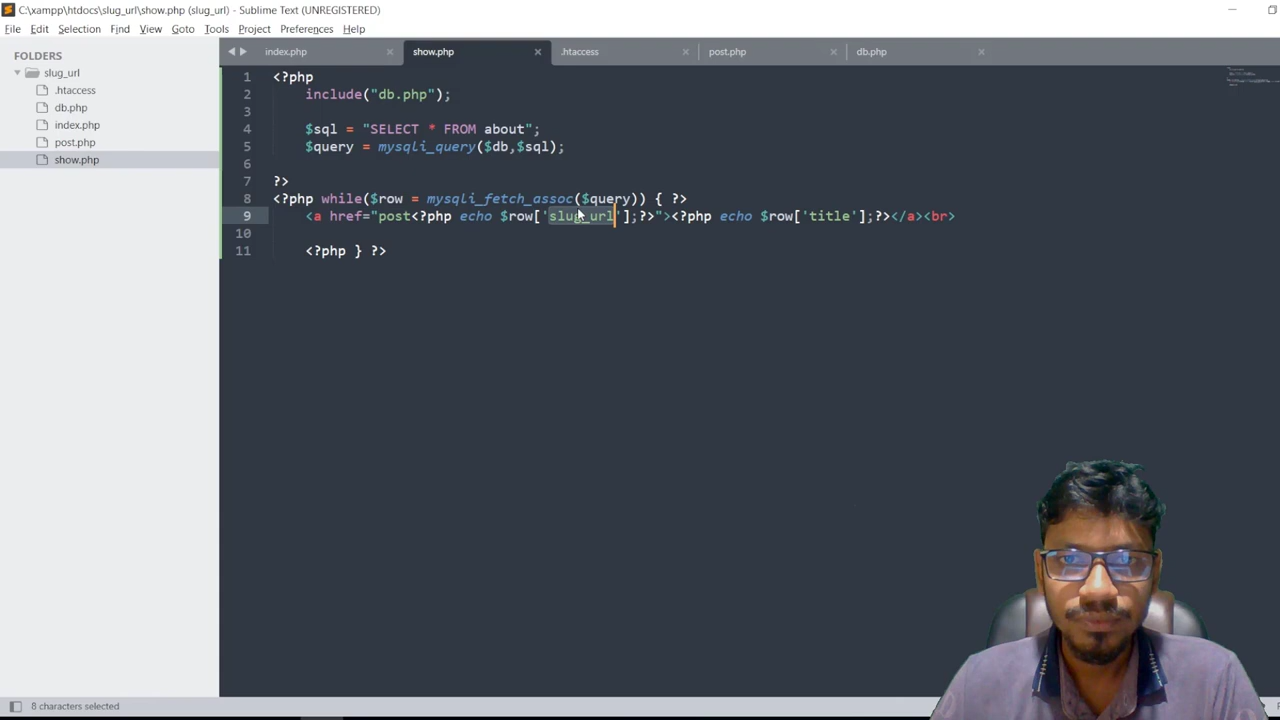 C:\xampp\htdocs\slug_url\show.php (slug_url) - Sublime Text (UNREGISTERED)
File Edit Selection Find View Goto Tools Project Preferences Help
FOLDERS
slug_url
.htaccess
db.php
index.php
post.php
show.php
index.php × show.php × .htaccess × post.php × db.php ×
1 <?php
2 include("db.php");
3
4 $sql = "SELECT * FROM about";
5 $query = mysqli_query($db,$sql);
6
7 ?>
8 <?php while($row = mysqli_fetch_assoc($query)) { ?>
9 <a href="post<?php echo $row['slug_url'];?>"><?php echo $row['title'];?></a><br>
10
11 <?php } ?>
8 characters selected